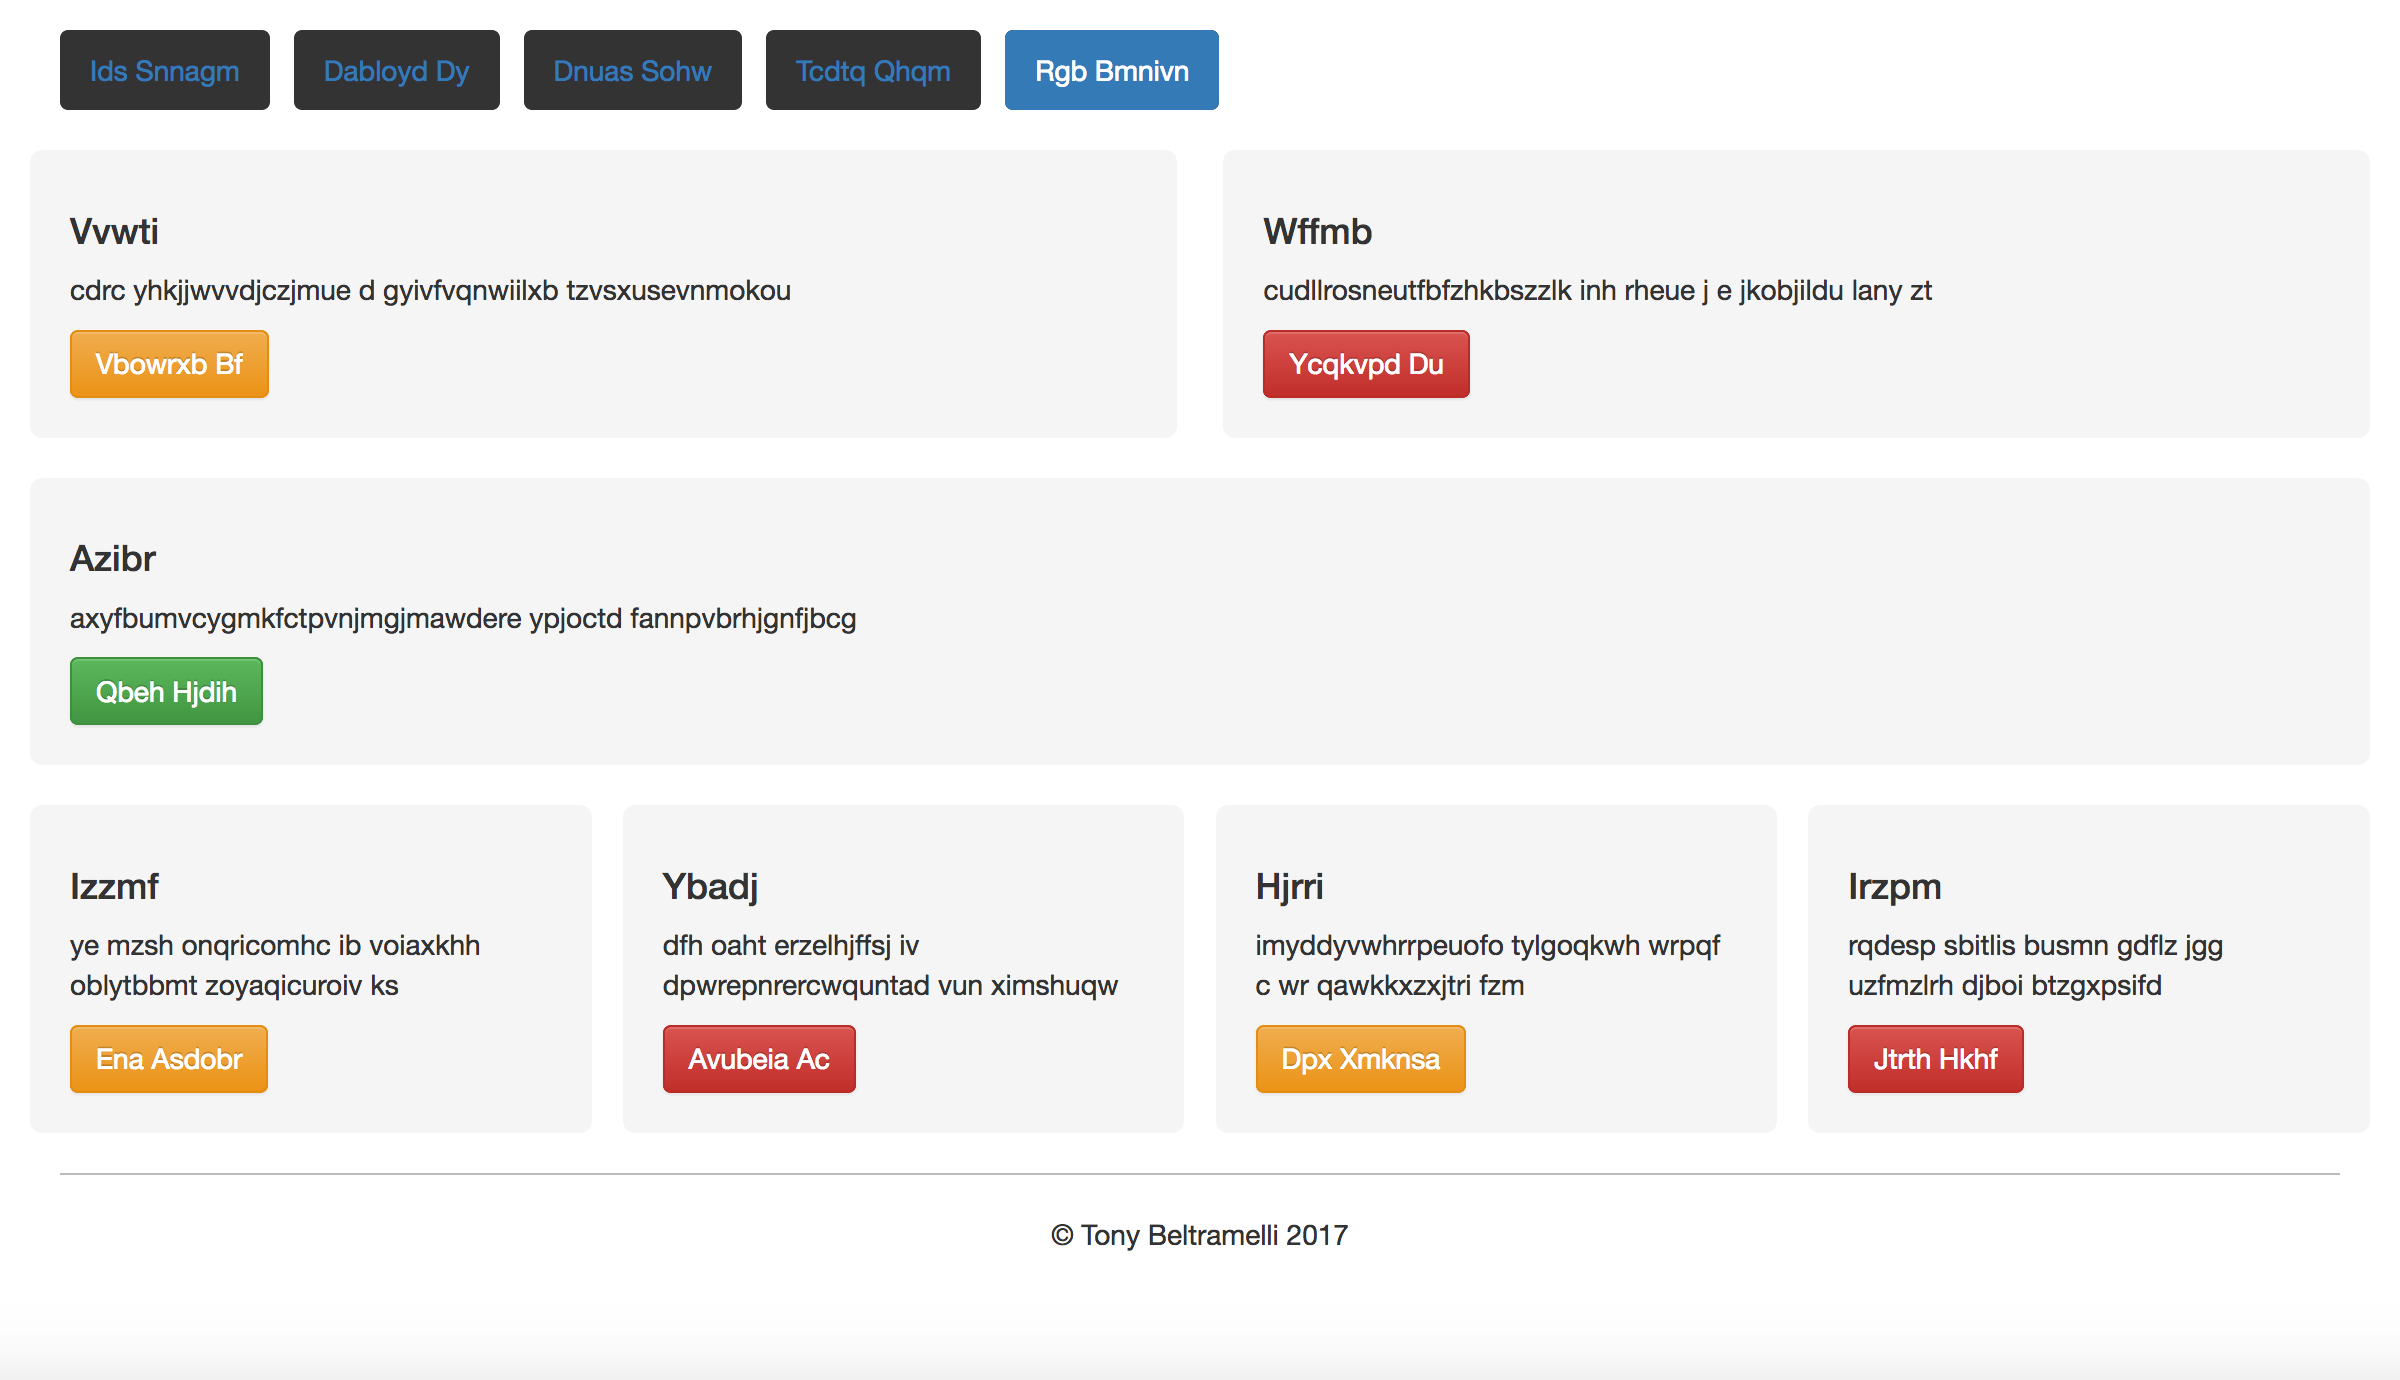 Ids Snnagm Dabloyd Dy Dnuas Sohw Tcdtq Qhqm Rgb Bmnivn
Vvwti
cdrc yhkjjwvvdjczjmue d gyivfvqnwiilxb tzvsxusevnmokou
Vbowrxb Bf
Wffmb
cudllrosneutfbfzhkbszzlk inh rheue j e jkobjildu lany zt
Ycqkvpd Du
Azibr
axyfbumvcygmkfctpvnjmgjmawdere ypjoctd fannpvbrhjgnfjbcg
Qbeh Hjdih
Izzmf
ye mzsh onqricomhc ib voiaxkhh
oblytbbmt zoyaqicuroiv ks
Ena Asdobr
Ybadj
dfh oaht erzelhjffsj iv
dpwrepnrercwquntad vun ximshuqw
Avubeia Ac
Hjrri
imyddyvwhrrpeuofo tylgoqkwh wrpqf
c wr qawkkxzxjtri fzm
Dpx Xmknsa
Irzpm
rqdesp sbitlis busmn gdflz jgg
uzfmzlrh djboi btzgxpsifd
Jtrth Hkhf
© Tony Beltramelli 2017